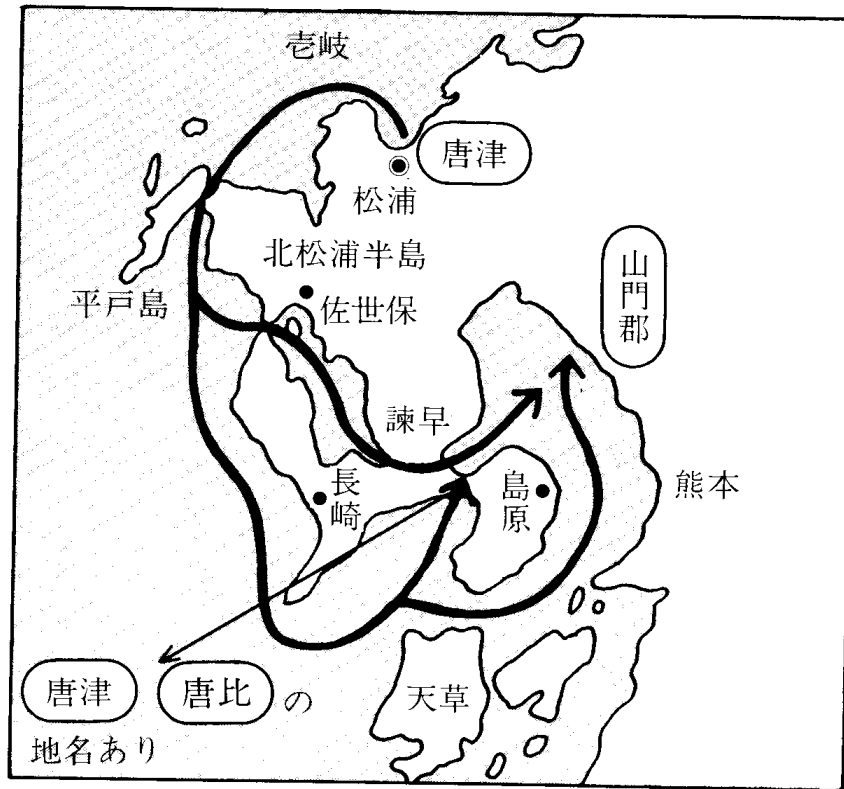 壱岐
唐津
松浦
北松浦半島
平戸島
佐世保
山門郡
諫早
長崎
島原
熊本
唐津 唐比の
地名あり
天草